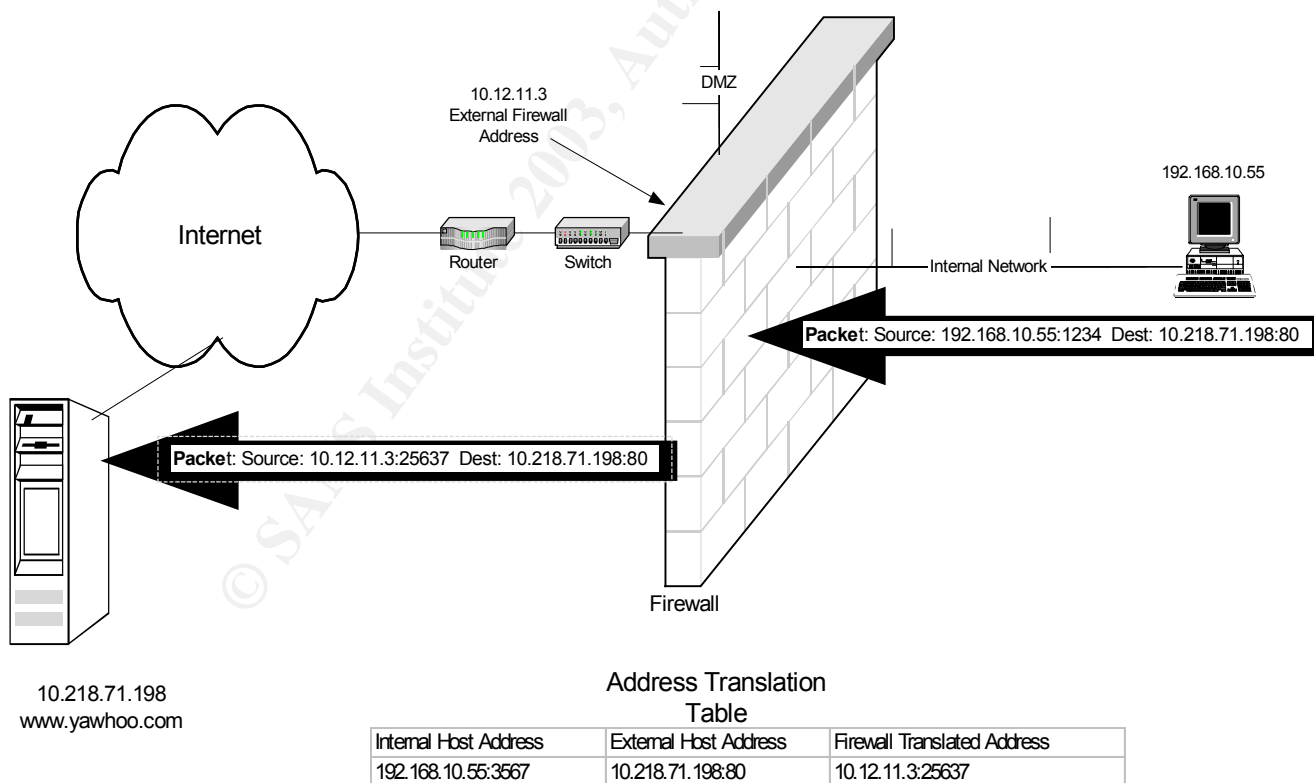 DMZ
10.12.11.3
External Firewall
Address
192.168.10.55
Internet
Router
Switch
Internal Network
Packet: Source: 192.168.10.55:1234 Dest: 10.218.71.198:80
Packet: Source: 10.12.11.3:25637 Dest: 10.218.71.198:80
Firewall
© SANS Institute 2003, Aut
10.218.71.198
www.yawhoo.com
Address Translation
Table
Internal Host Address External Host Address Firewall Translated Address
192.168.10.55:3567 10.218.71.198:80 10.12.11.3:25637